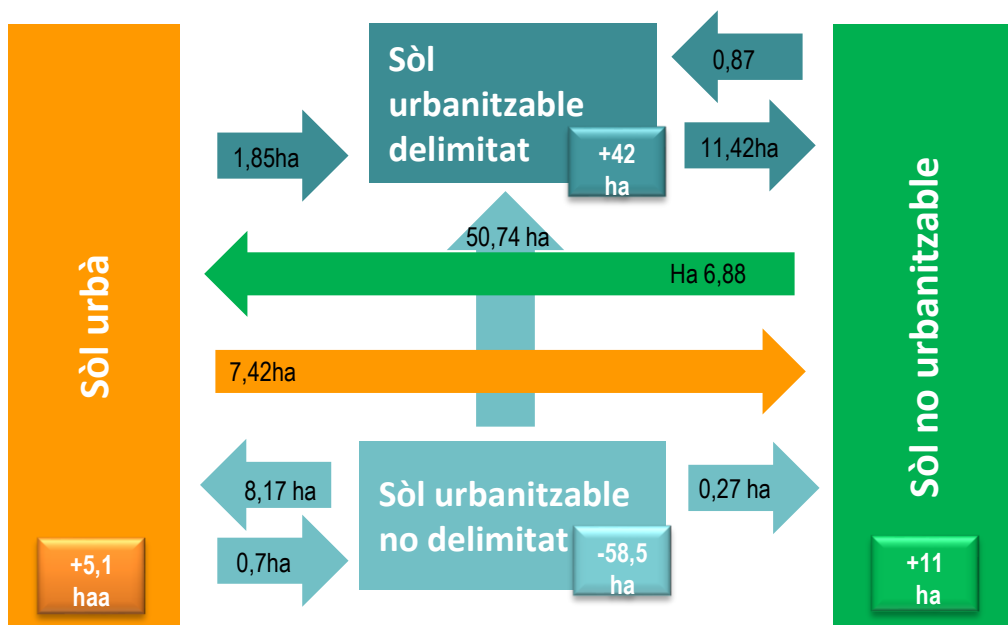 Sòl urbà
+5,1
haa
Sòl
urbanitzable
delimitat
+42
ha
0,87
1,85ha
11,42ha
50,74 ha
Ha 6,88
7,42ha
8,17 ha
0,7ha
Sòl urbanitzable
no delimitat
-58,5
ha
0,27 ha
Sòl no urbanitzable
+11
ha